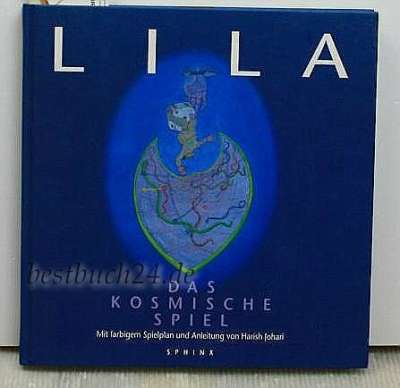 LILA
bestbuch24.de
DAS
KOSMISCHE
SPIEL
Mit farbigem Spielplan und Anleitung von Harish Johari
SPHINX